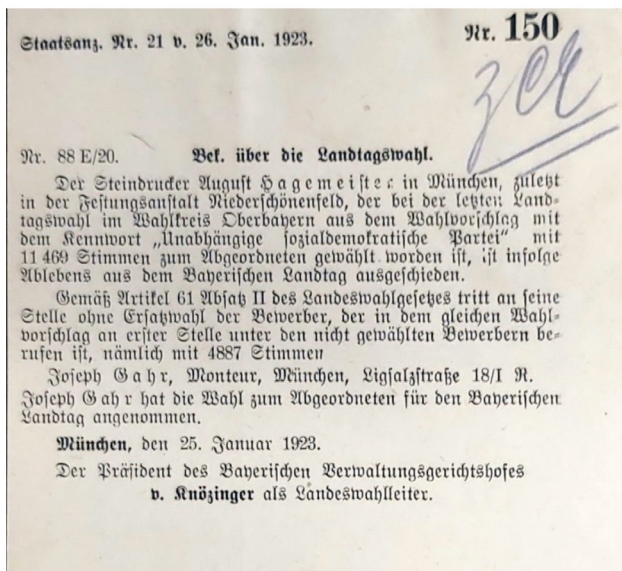 Staatsanz. Nr. 21 v. 26. Jan. 1923.
Nr. 150
Nr. 88 E/20. Bek. über die Landtagswahl.
Der Steindrucker August Hagemeister in München, zuletzt
in der Festungsanstalt Niederschönenfeld, der bei der letzten Land-
tagswahl im Wahlkreis Oberbayern aus dem Wahlvorschlag mit
dem Kennwort „Unabhängige sozialdemokratische Partei" mit
11 469 Stimmen zum Abgeordneten gewählt worden ist, ist infolge
Ablebens aus dem Bayerischen Landtag ausgeschieden.
Gemäß Artikel 61 Absatz II des Landeswahlgesetzes tritt an seine
Stelle ohne Ersatzwahl der Bewerber, der in dem gleichen Wahl-
vorschlag an erster Stelle unter den nicht gewählten Bewerbern be-
rufen ist, nämlich mit 4887 Stimmen
Joseph Gahr, Monteur, München, Ligsalzstraße 18/I R.
Joseph Gahr hat die Wahl zum Abgeordneten für den Bayerischen
Landtag angenommen.
München, den 25. Januar 1923.
Der Präsident des Bayerischen Verwaltungsgerichtshofes
v. Knözinger als Landeswahlleiter.